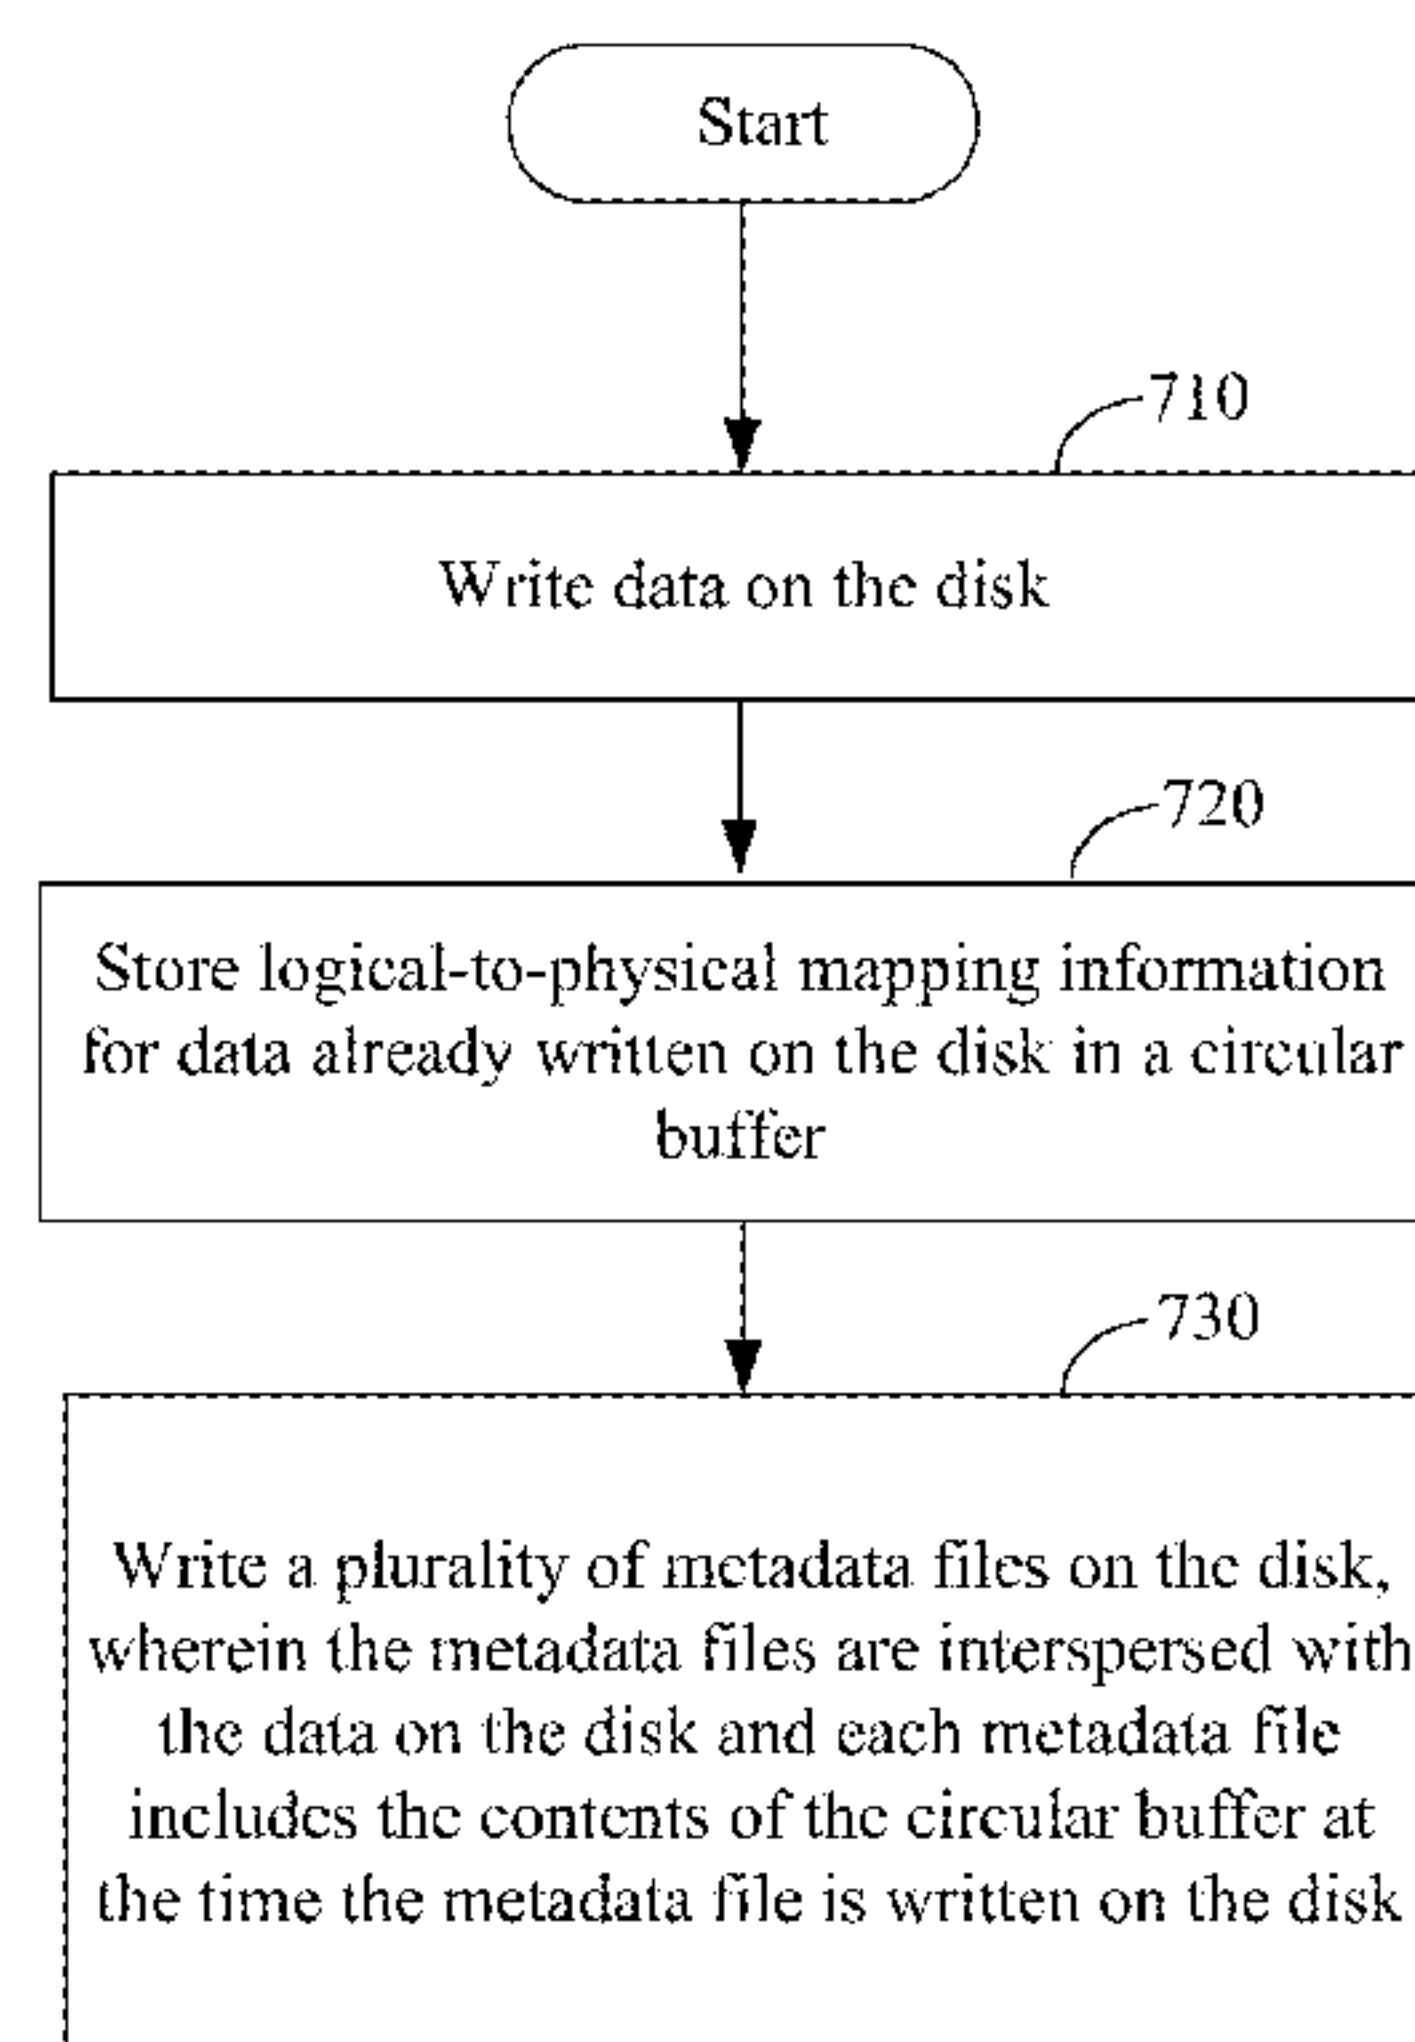 Start
710
Write data on the disk
720
Store logical-to-physical mapping information
for data already written on the disk in a circular
buffer
730
Write a plurality of metadata files on the disk,
wherein the metadata files are interspersed with
the data on the disk and each metadata file
includes the contents of the circular buffer at
the time the metadata file is written on the disk